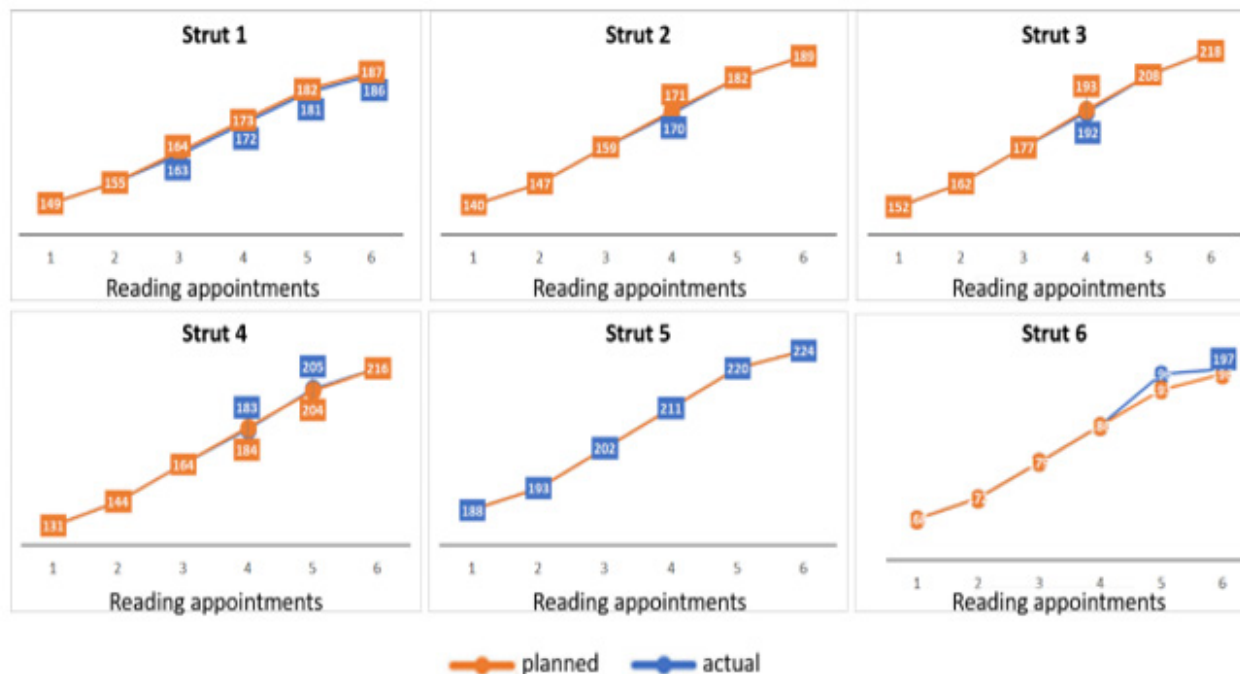 Strut 1
187
182
186
173
181
164
172
163
155
149
1 2 3 4 5 6
Reading appointments
Strut 2
189
182
171
170
159
147
140
1 2 3 4 5 6
Reading appointments
Strut 3
218
208
193
192
177
162
152
1 2 3 4 5 6
Reading appointments
Strut 4
205
216
183
204
184
164
144
131
1 2 3 4 5 6
Reading appointments
Strut 5
224
220
211
202
193
188
1 2 3 4 5 6
Reading appointments
Strut 6
197
1 2 3 4 5 6
Reading appointments
planned actual